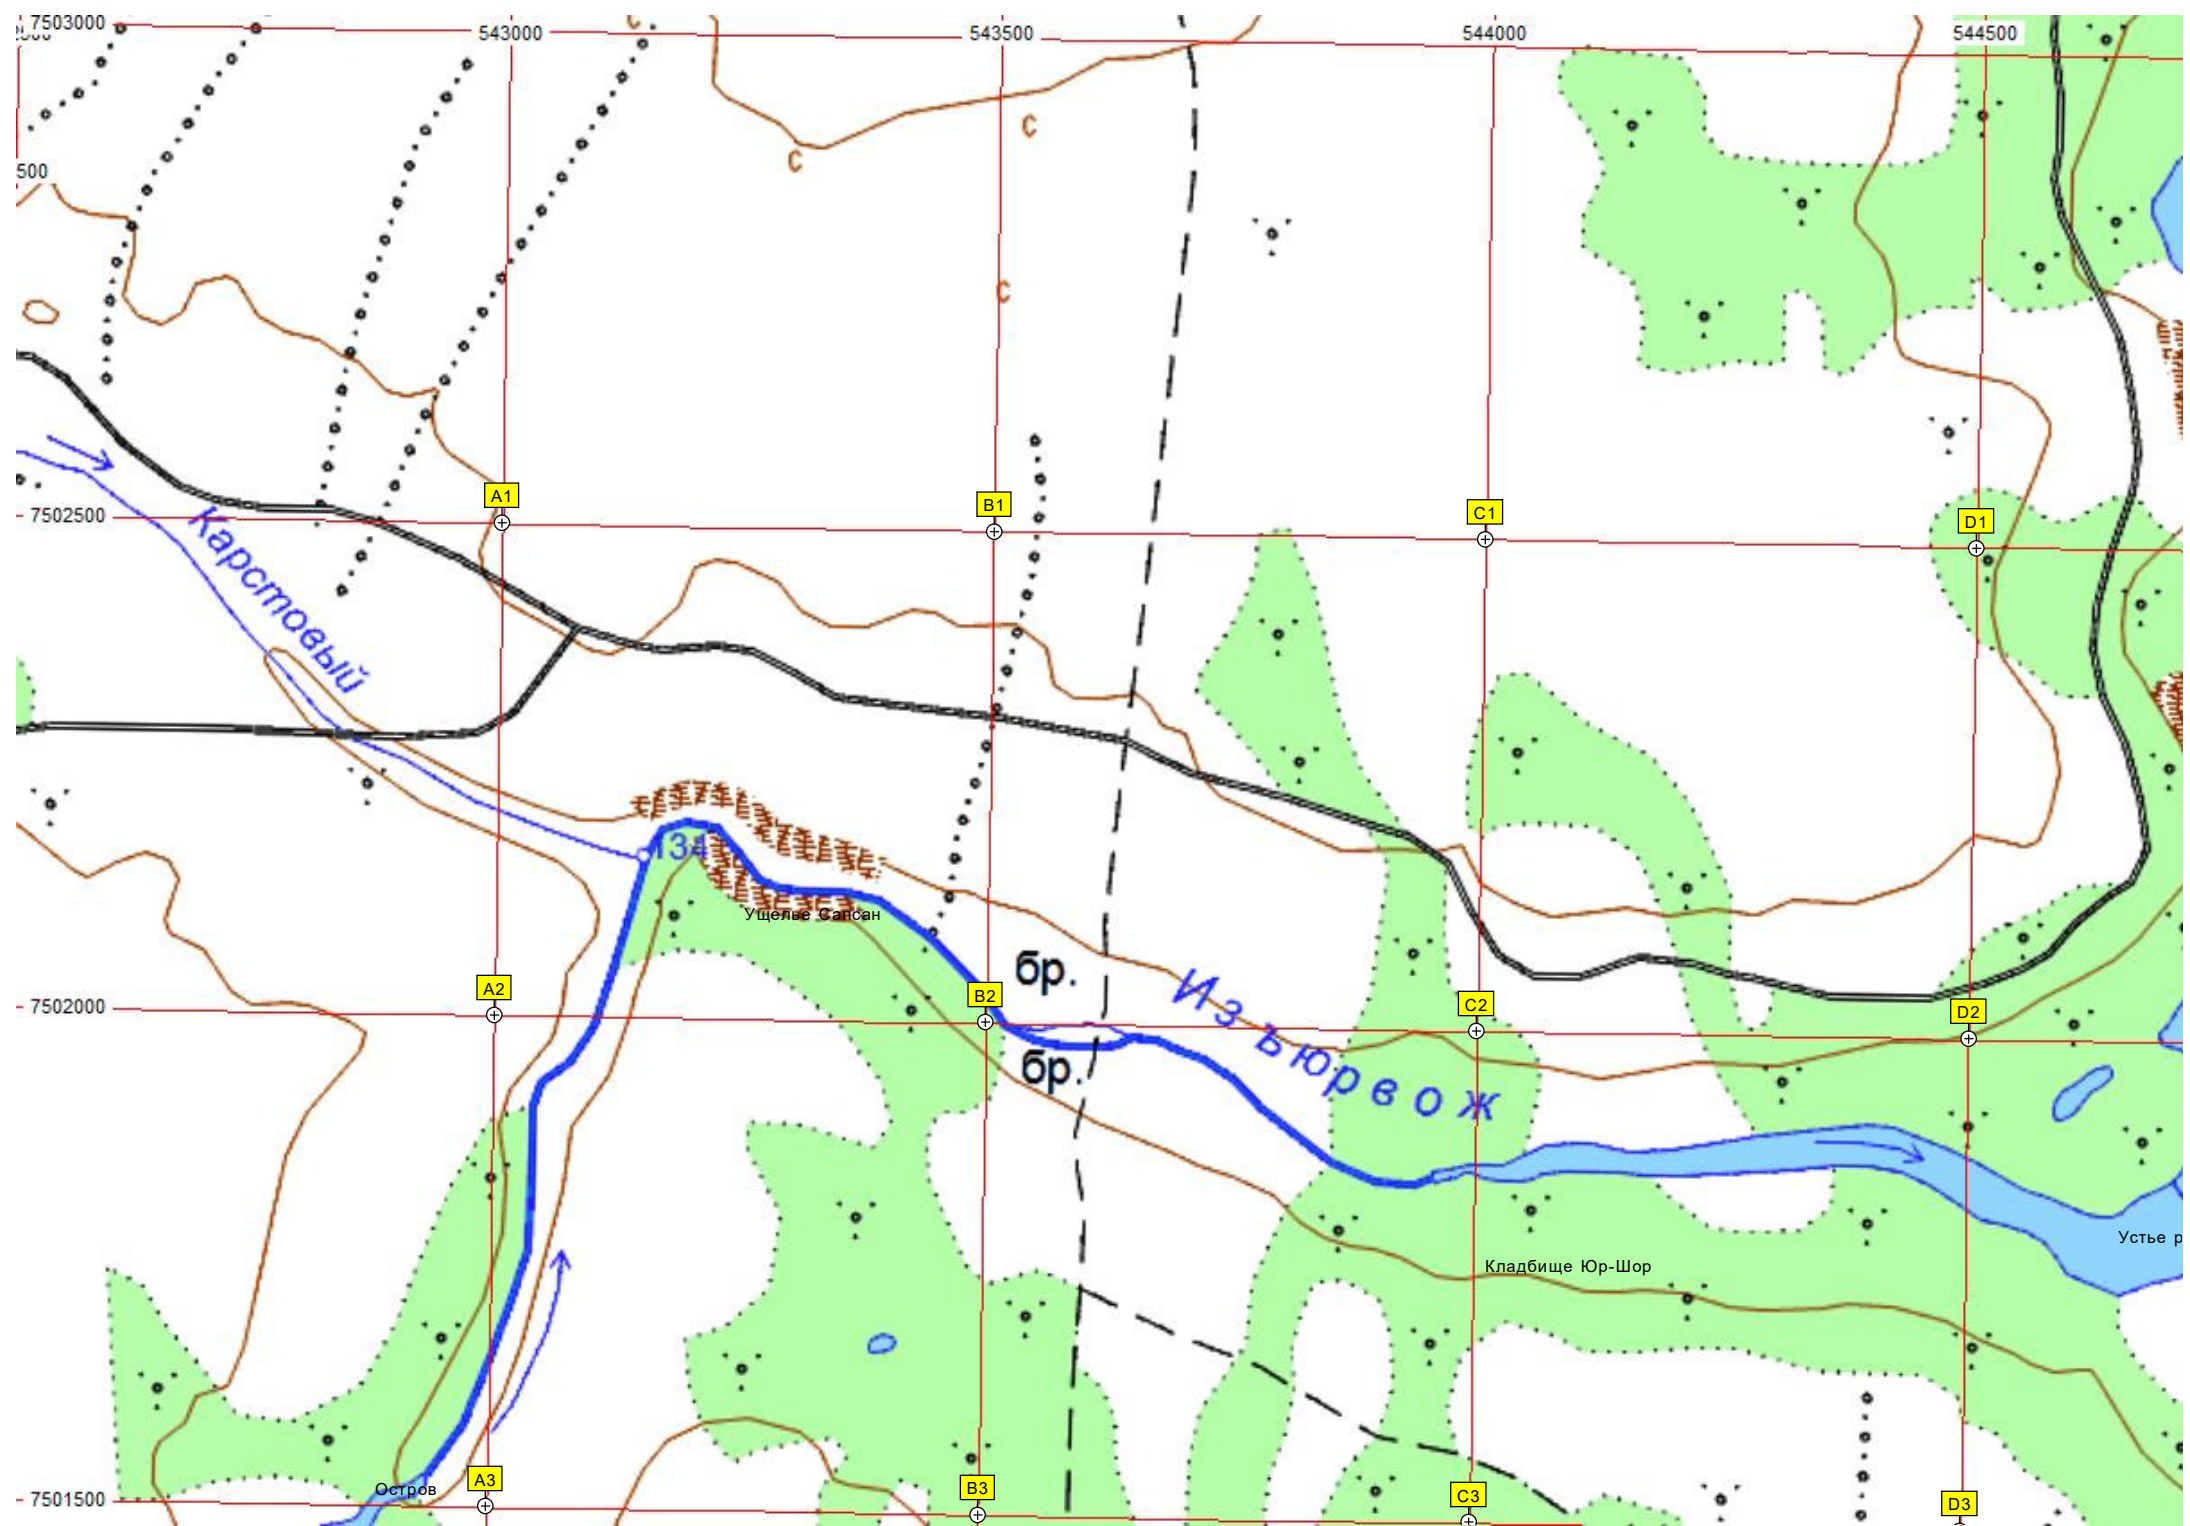 7503000
543000
543500
544000
544500
500
С
С
С
С
A1
B1
C1
D1
7502500
Карстовый
134
Ущелье Сапсан
бр.
Изъюрвож
A2
B2
C2
D2
7502000
бр.
Устье р
Кладбище Юр-Шор
Остров
A3
B3
C3
D3
7501500